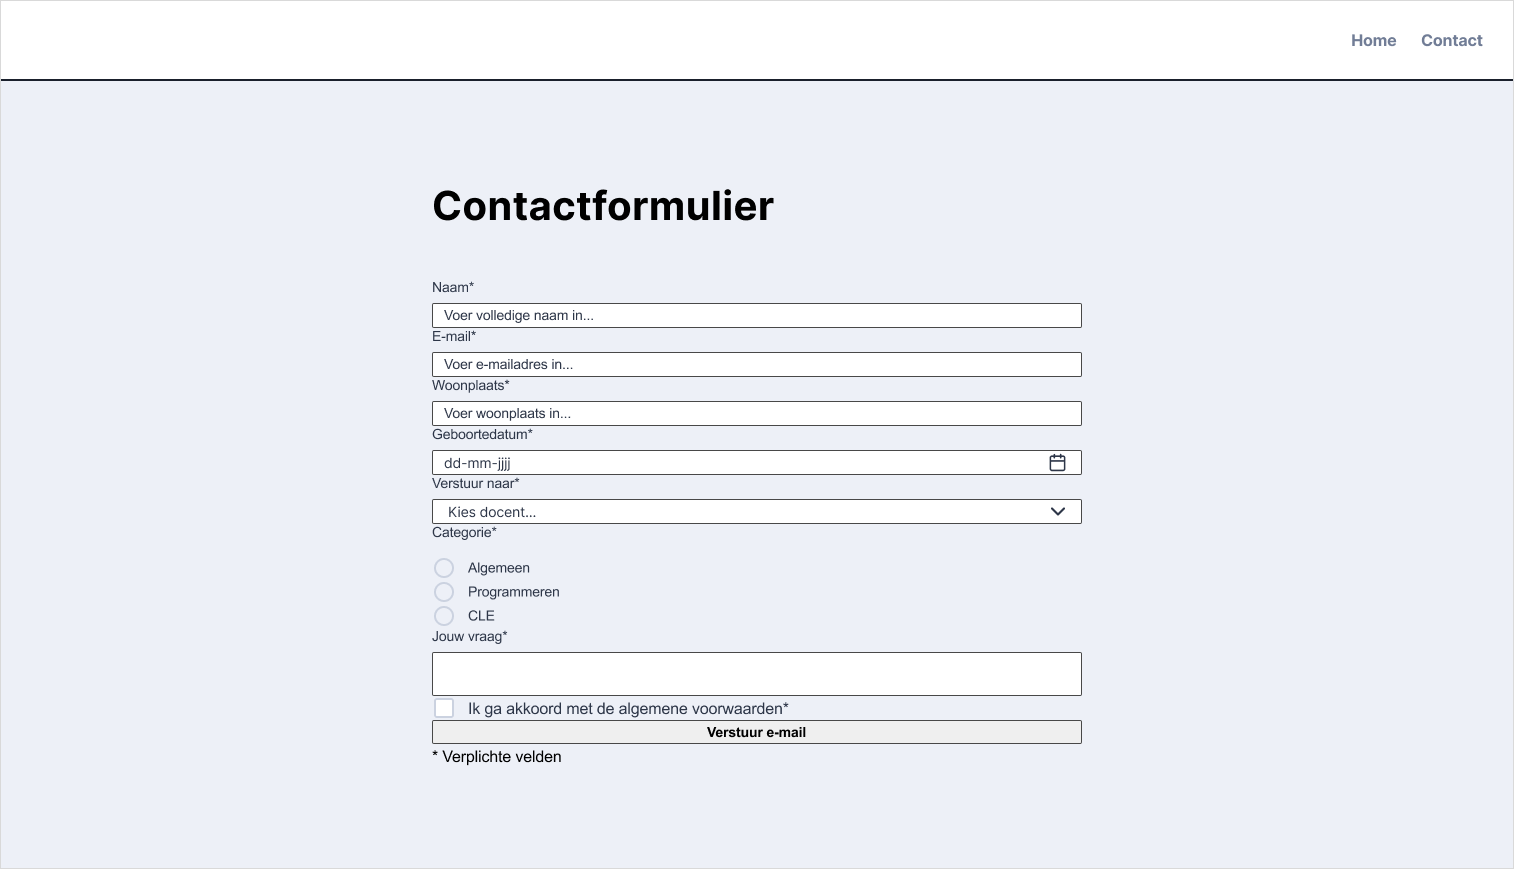 Home Contact
Contactformulier
Naam*
Voer volledige naam in...
E-mail*
Voer e-mailadres in...
Woonplaats*
Voer woonplaats in...
Geboortedatum*
dd-mm-jjjj
Verstuur naar*
Kies docent...
Categorie*
Algemeen
Programmeren
CLE
Jouw vraag*
Ik ga akkoord met de algemene voorwaarden*
Verstuur e-mail
* Verplichte velden